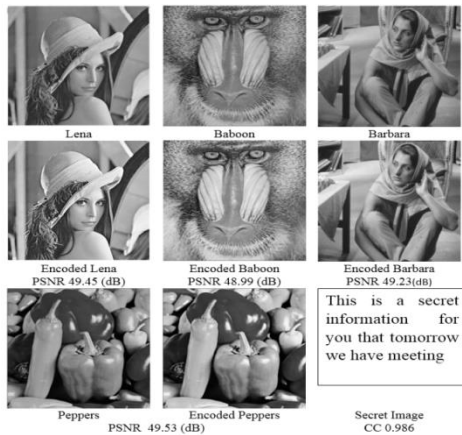 Lena Baboon Barbara
Encoded Lena Encoded Baboon Encoded Barbara
PSNR 49.45 (dB) PSNR 48.99 (dB) PSNR 49.23(dB)
This is a secret
information for
you that tomorrow
we have meeting
Peppers Encoded Peppers Secret Image
PSNR 49.53 (dB) CC 0.986